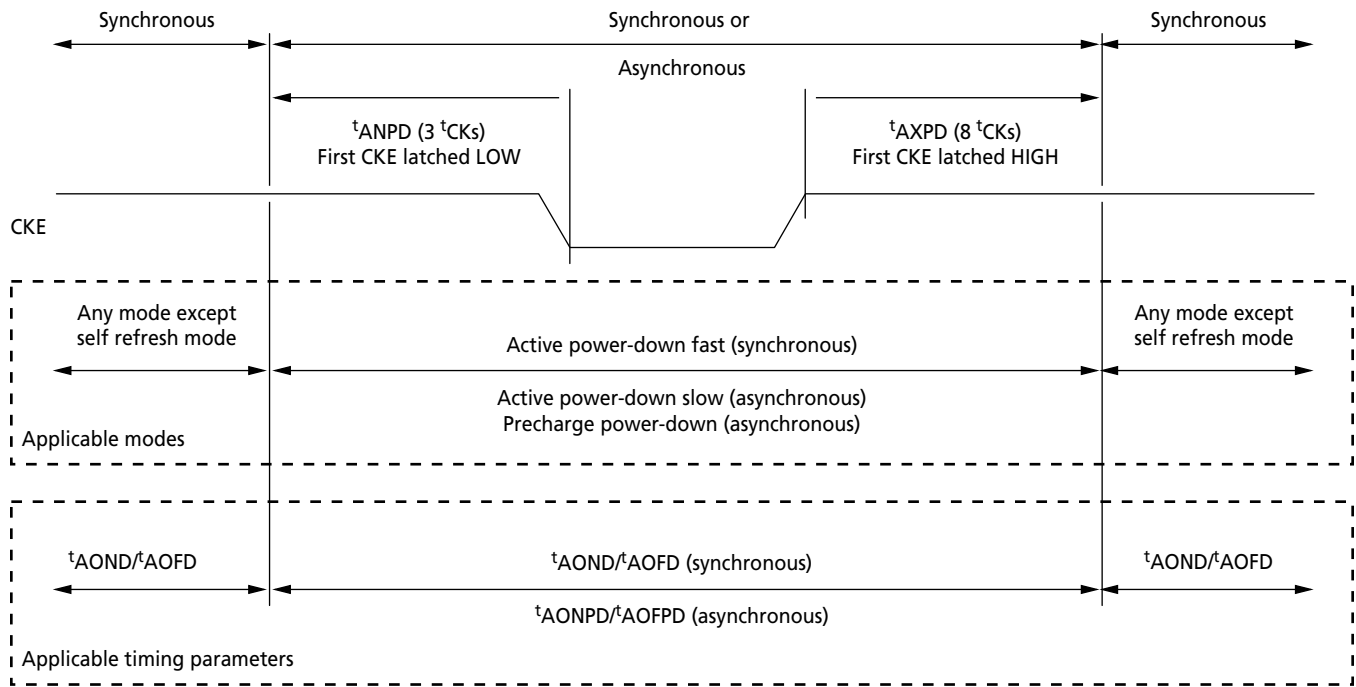 Synchronous
Synchronous or
Synchronous
Asynchronous
tANPD (3 tCKs)
First CKE latched LOW
tAXPD (8 tCKs)
First CKE latched HIGH
CKE
Any mode except
self refresh mode
Active power-down fast (synchronous)
Any mode except
self refresh mode
Active power-down slow (asynchronous)
Precharge power-down (asynchronous)
Applicable modes
tAOND/tAOFD
tAOND/tAOFD (synchronous)
tAOND/tAOFD
tAONPD/tAOFPD (asynchronous)
Applicable timing parameters